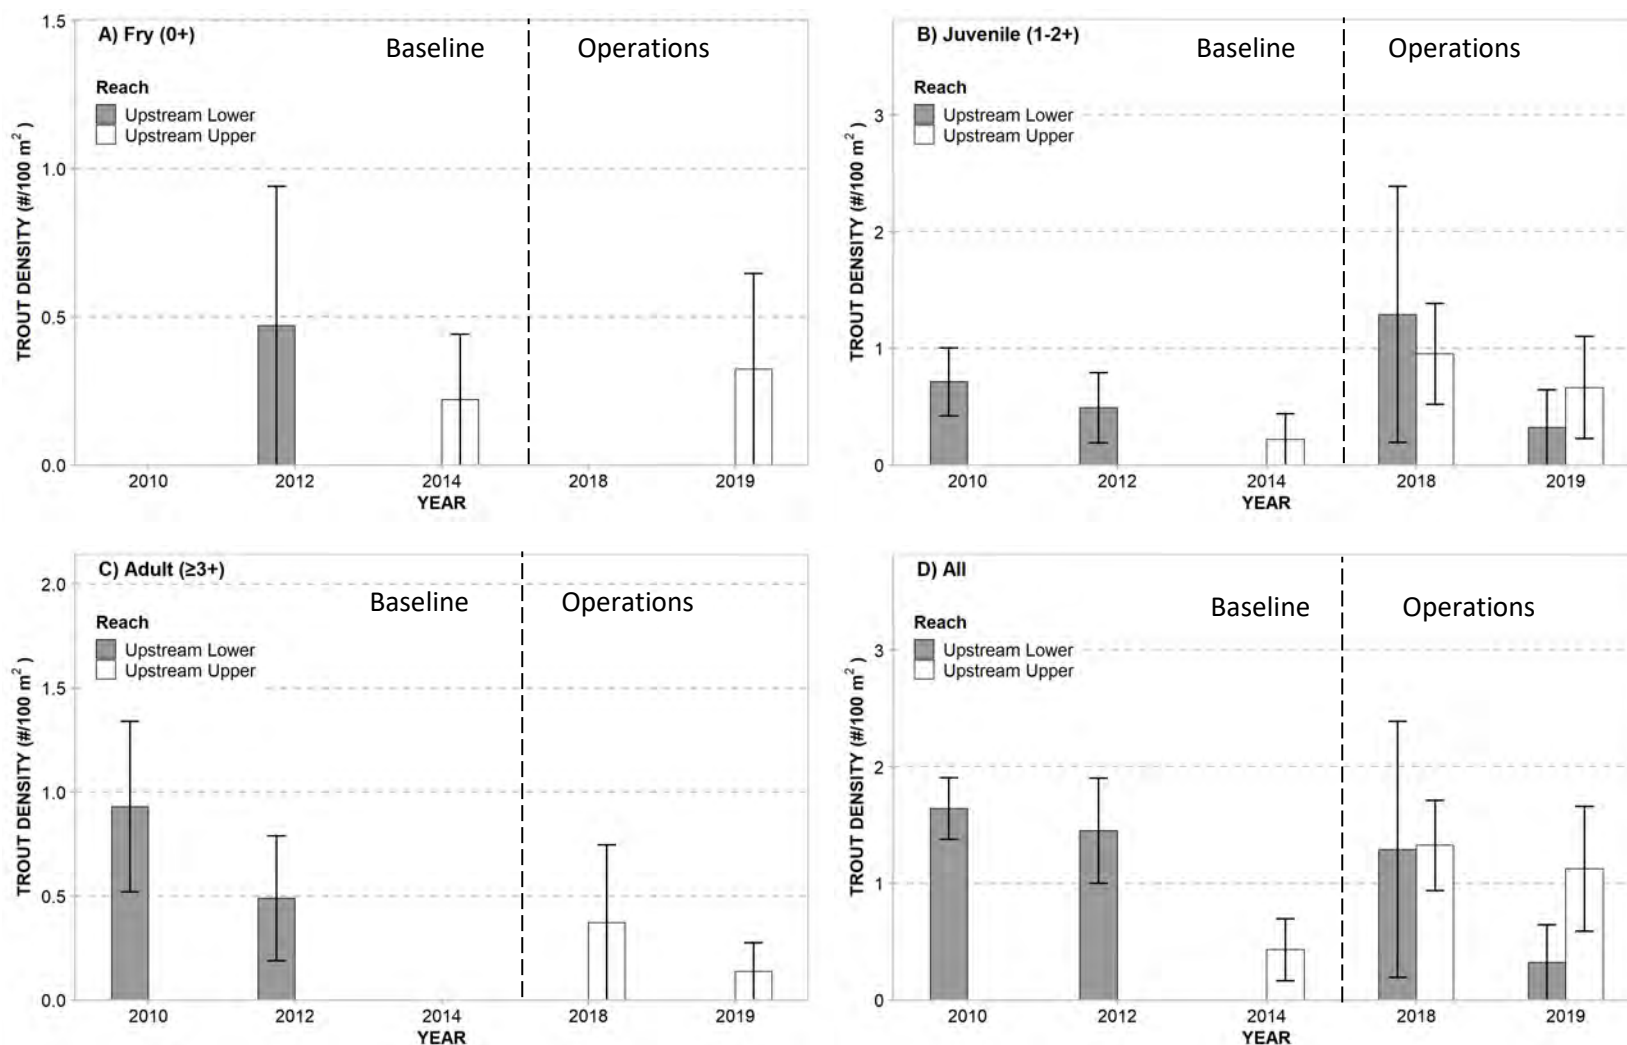 A) Fry (0+)
Baseline
Operations
Reach
Upstream Lower
Upstream Upper
TROUT DENSITY (#/100 m²)
1.5
1.0
0.5
0.0
2010
2012
2014
2018
2019
YEAR
B) Juvenile (1-2+)
Baseline
Operations
Reach
Upstream Lower
Upstream Upper
TROUT DENSITY (#/100 m²)
3
2
1
0
2010
2012
2014
2018
2019
YEAR
C) Adult (≥3+)
Baseline
Operations
Reach
Upstream Lower
Upstream Upper
TROUT DENSITY (#/100 m²)
2.0
1.5
1.0
0.5
0.0
2010
2012
2014
2018
2019
YEAR
D) All
Baseline
Operations
Reach
Upstream Lower
Upstream Upper
TROUT DENSITY (#/100 m²)
3
2
1
0
2010
2012
2014
2018
2019
YEAR